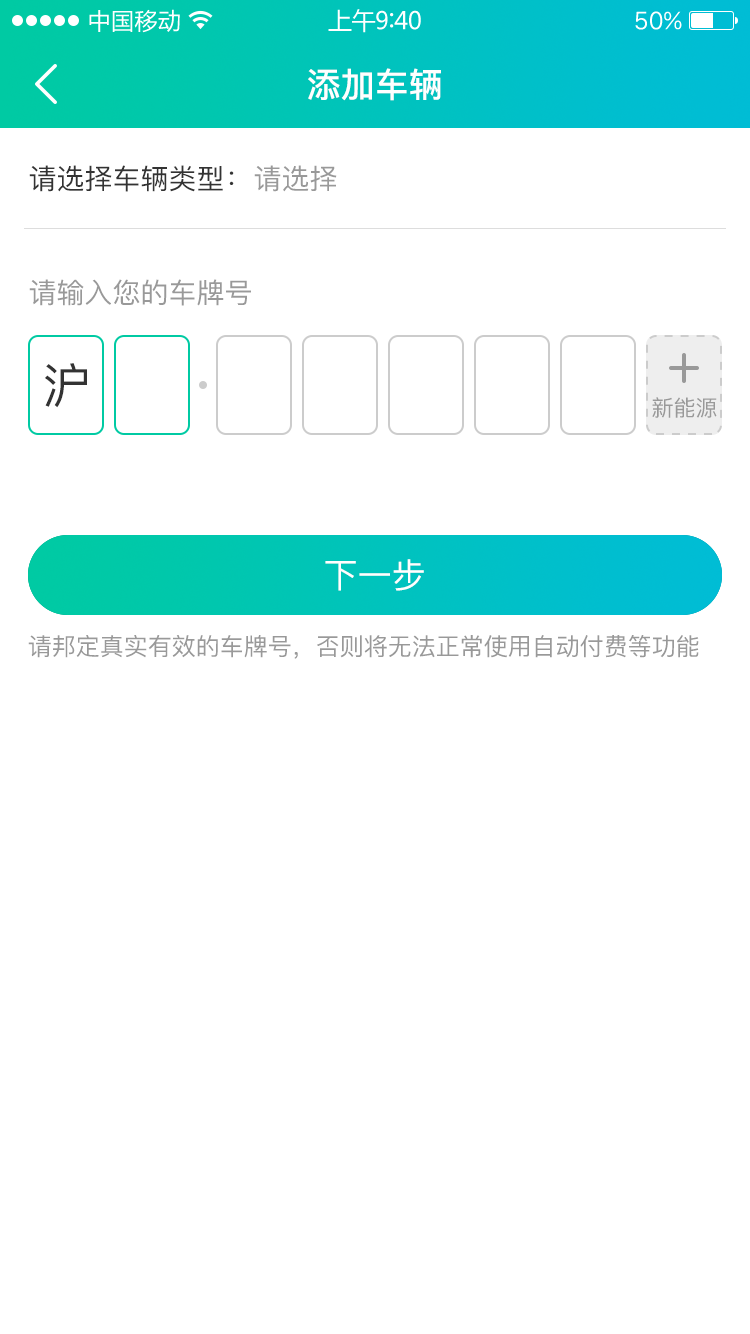 中国移动 上午9:40 50%
添加车辆
请选择车辆类型： 请选择
请输入您的车牌号
沪 新能源
下一步
请邦定真实有效的车牌号，否则将无法正常使用自动付费等功能